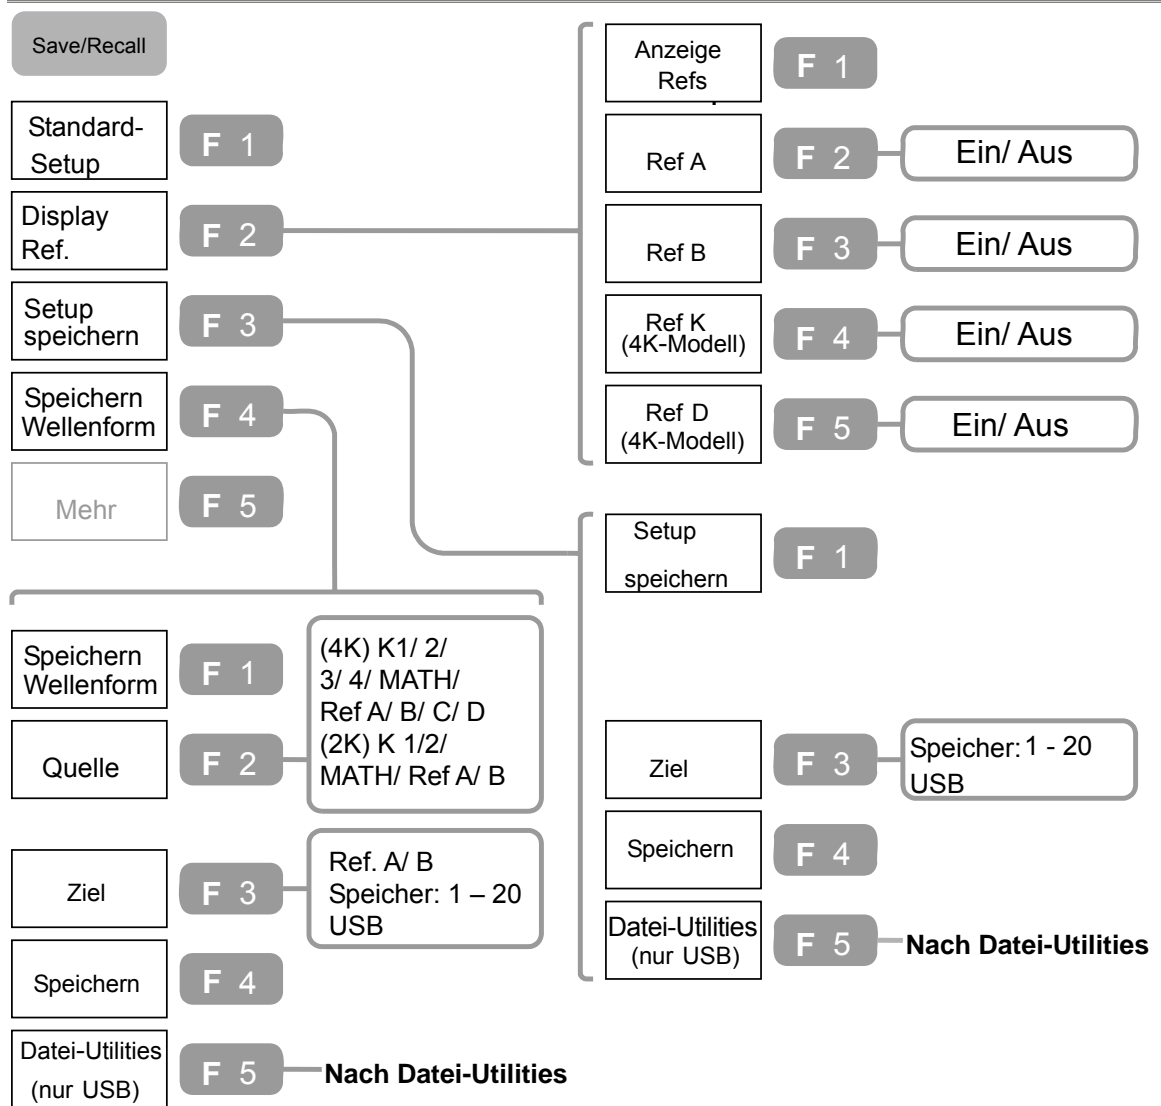 Save/Recall
Standard-
Setup
F 1
Display
Ref.
F 2
Setup
speichern
F 3
Speichern
Wellenform
F 4
Mehr
F 5
Anzeige
Refs
F 1
Ref A
F 2
Ein/ Aus
Ref B
F 3
Ein/ Aus
Ref K
(4K-Modell)
F 4
Ein/ Aus
Ref D
(4K-Modell)
F 5
Ein/ Aus
Setup
speichern
F 1
Ziel
F 3
Speicher: 1 - 20
USB
Speichern
F 4
Datei-Utilities
(nur USB)
F 5
Nach Datei-Utilities
Speichern
Wellenform
F 1
Quelle
F 2
(4K) K1/ 2/
3/ 4/ MATH/
Ref A/ B/ C/ D
(2K) K 1/2/
MATH/ Ref A/ B
Ziel
F 3
Ref. A/ B
Speicher: 1 – 20
USB
Speichern
F 4
Datei-Utilities
(nur USB)
F 5
Nach Datei-Utilities